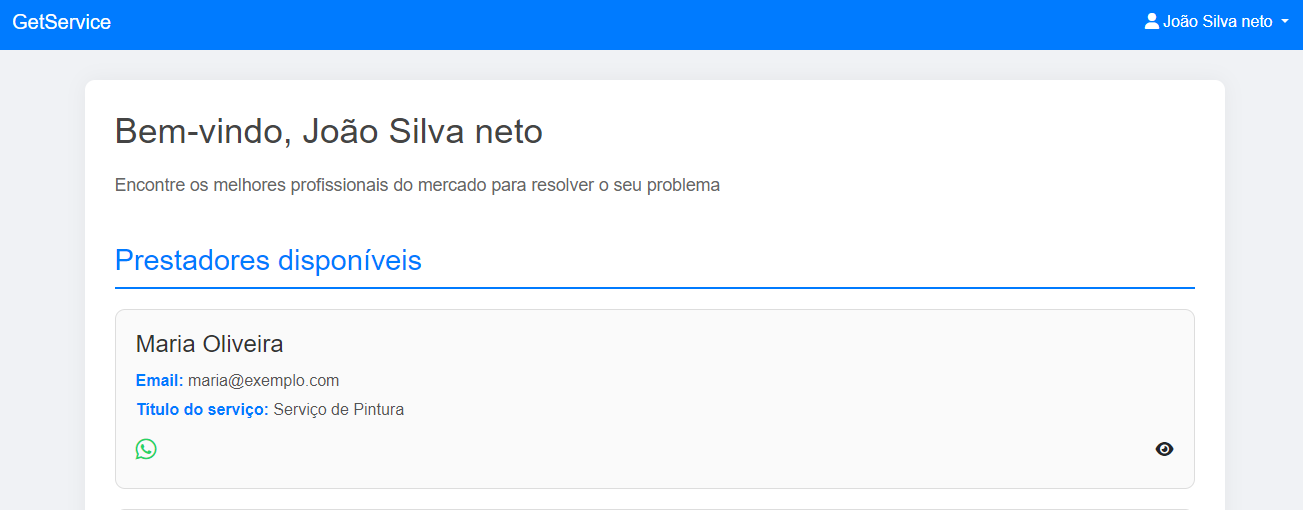 GetService
João Silva neto
Bem-vindo, João Silva neto
Encontre os melhores profissionais do mercado para resolver o seu problema
Prestadores disponíveis
Maria Oliveira
Email: maria@exemplo.com
Título do serviço: Serviço de Pintura